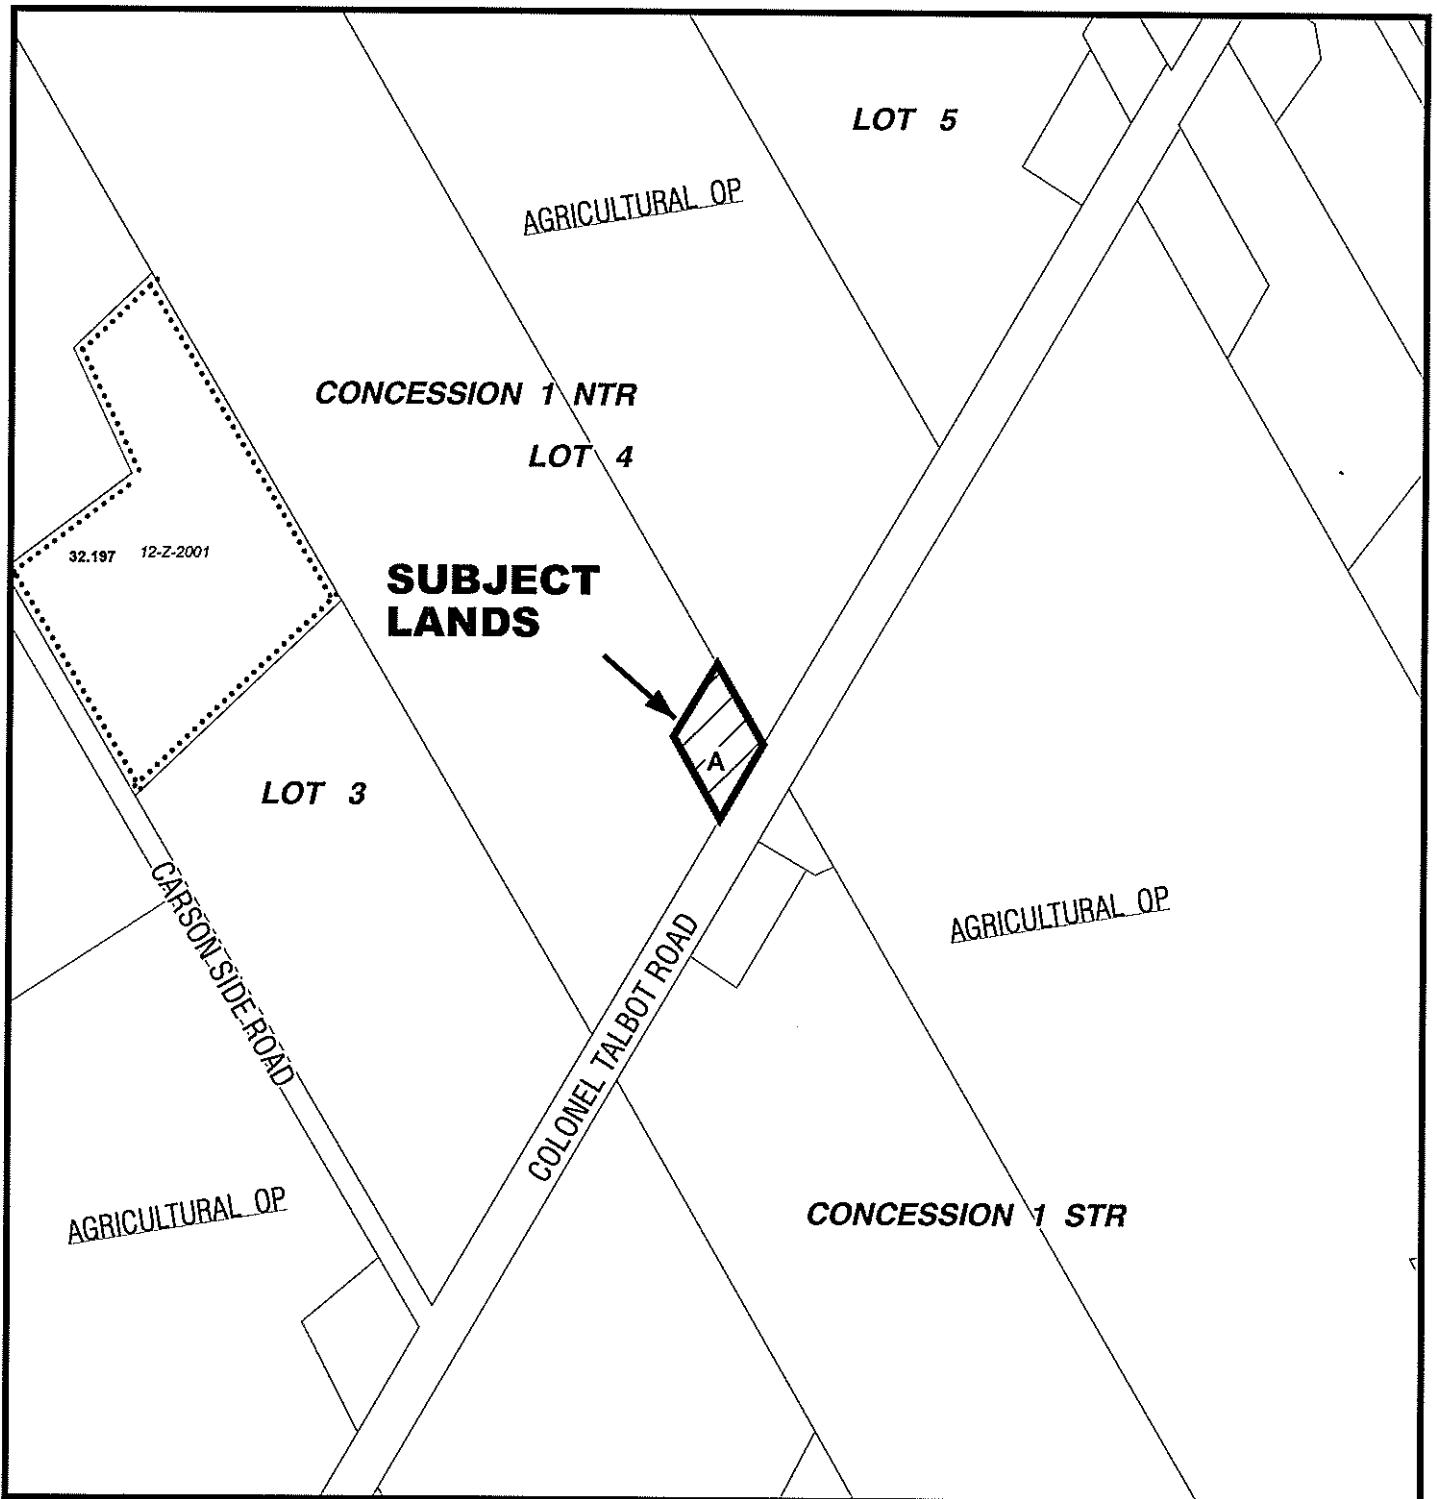 LOT 5
AGRICULTURAL OP
CONCESSION 1 NTR
LOT 4
32.197 12-Z-2001
SUBJECT
LANDS
A
LOT 3
CARSON SIDE ROAD
AGRICULTURAL OP
COLONEL TALBOT ROAD
AGRICULTURAL OP
CONCESSION 1 STR